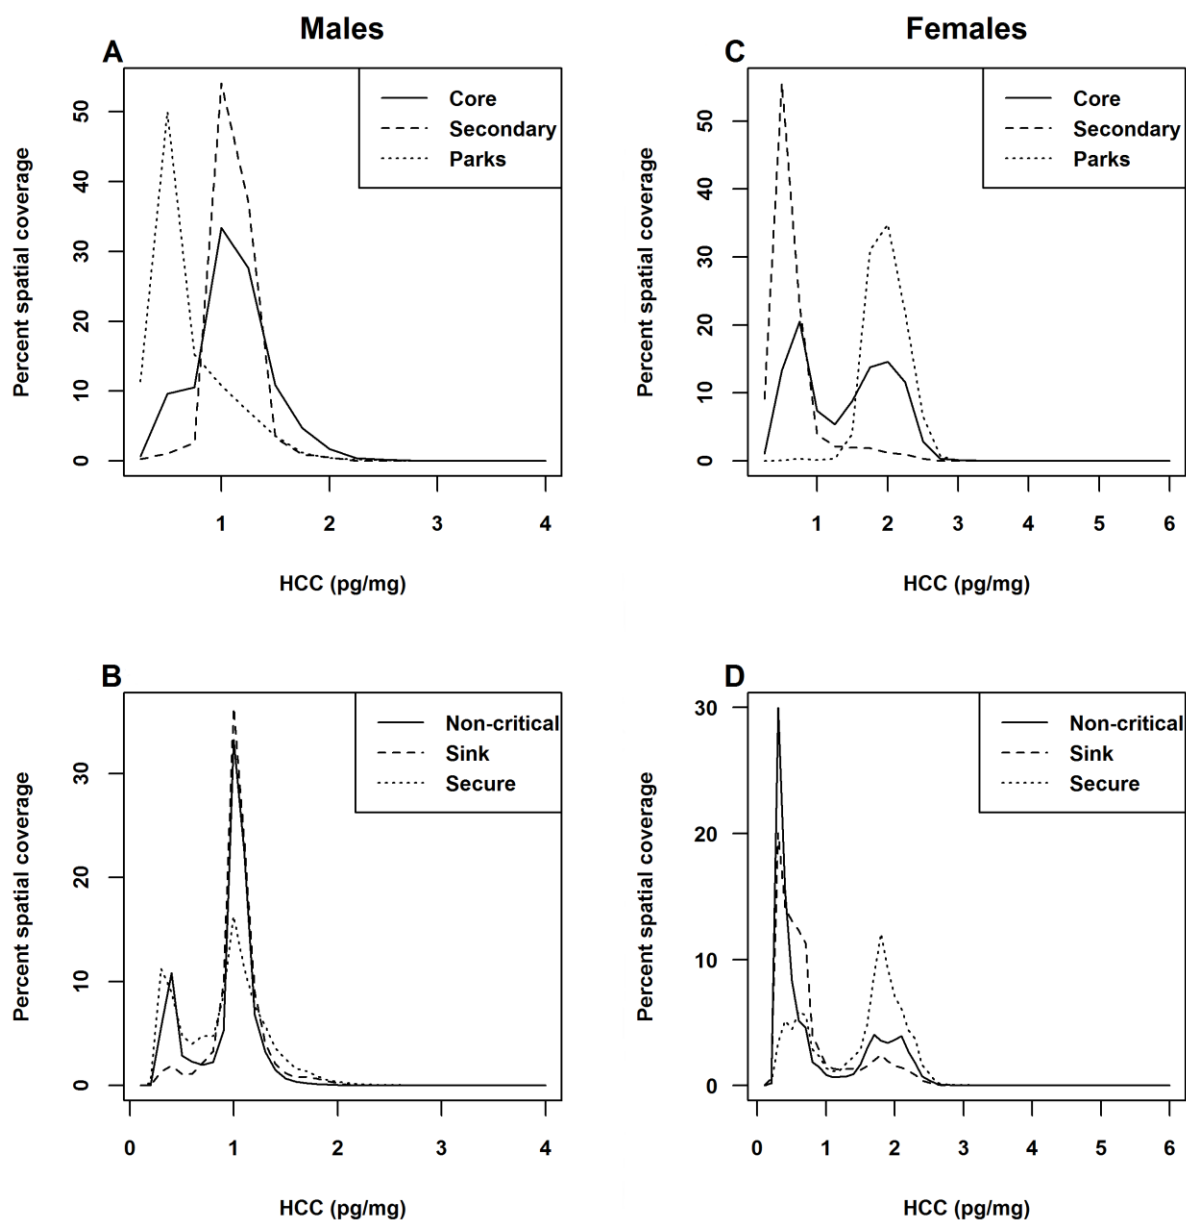 Males
A
Core
Secondary
Parks
Percent spatial coverage
0 10 20 30 40 50
1 2 3 4
HCC (pg/mg)
Females
C
Core
Secondary
Parks
Percent spatial coverage
0 10 20 30 40 50
1 2 3 4 5 6
HCC (pg/mg)
B
Non-critical
Sink
Secure
Percent spatial coverage
0 10 20 30
0 1 2 3 4
HCC (pg/mg)
D
Non-critical
Sink
Secure
Percent spatial coverage
30
20
10
0
0 1 2 3 4 5 6
HCC (pg/mg)